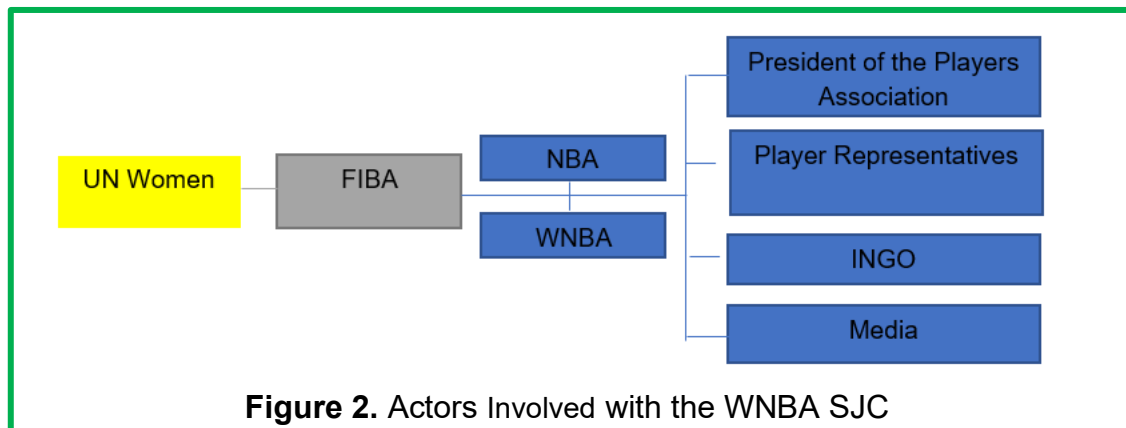 President of the Players
Association
UN Women
FIBA
NBA
WNBA
Player Representatives
INGO
Media
Figure 2. Actors Involved with the WNBA SJC